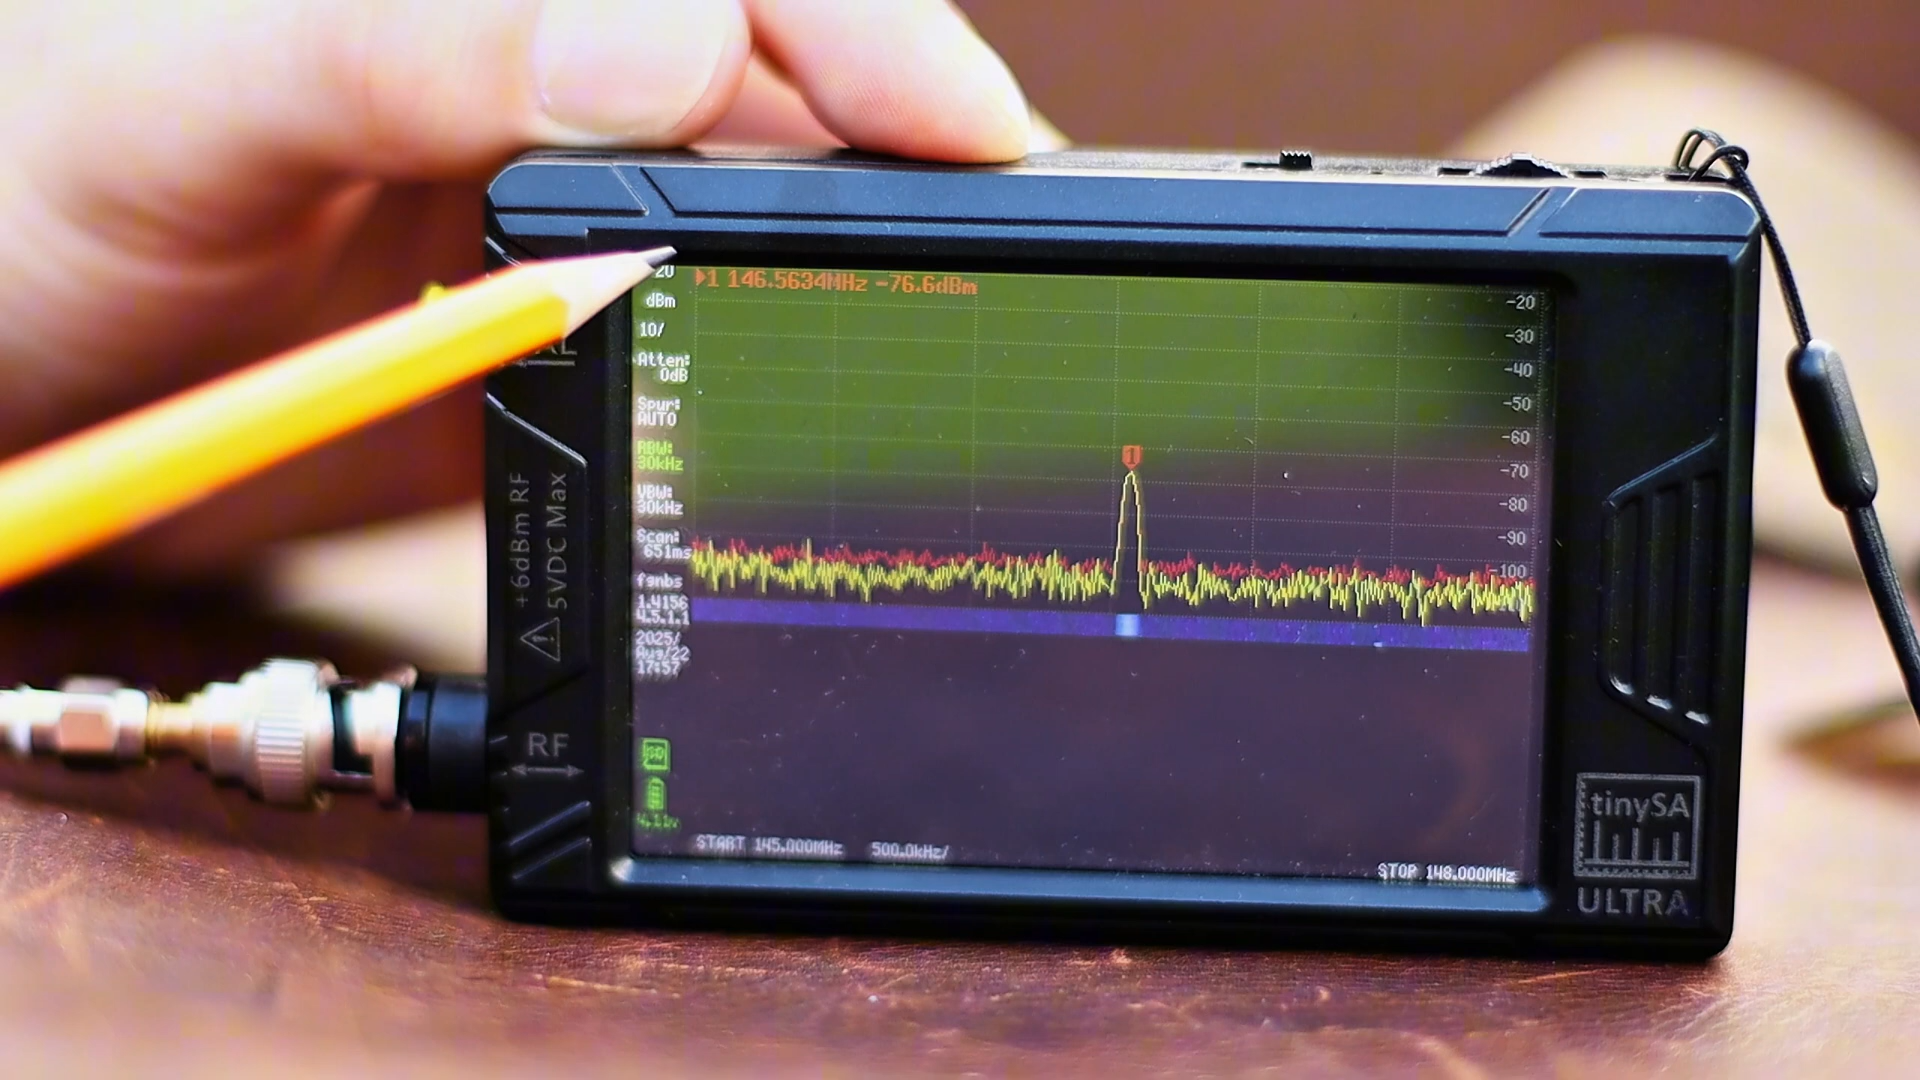 20
▶1 146.5634MHz -76.6dBm
dBm
10/
Atten:
0dB
Spur:
AUTO
RBW:
30kHz
VBW:
30kHz
Scan:
651ms
fgnbs
1.4156
4.5.1.1
2025/
Aug/22
17:57
4.11v
-20
-30
-40
-50
-60
-70
-80
-90
-100
1
START 145.000MHz 500.0kHz/
STOP 148.000MHz
+6dBm RF
5VDC Max
RF
tinySA
ULTRA